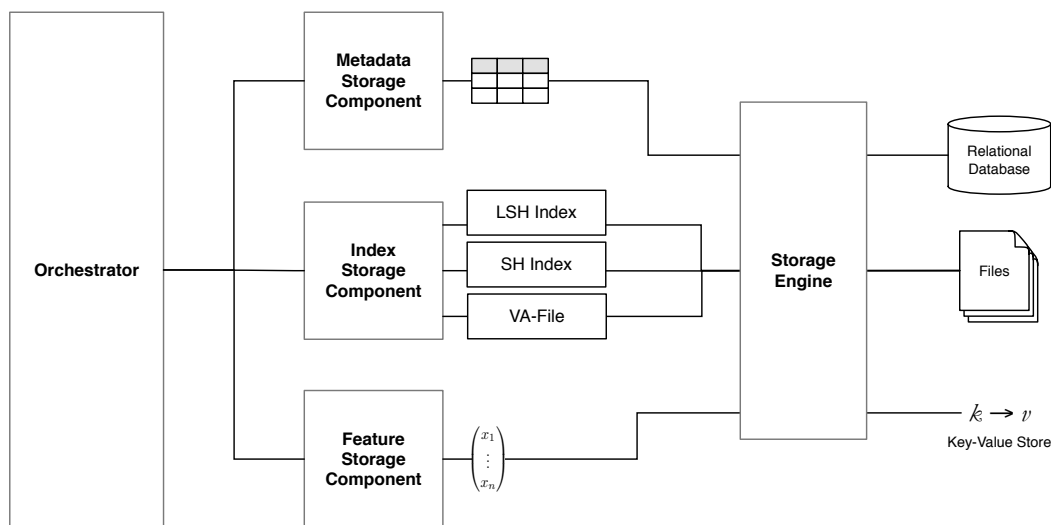 Orchestrator
Metadata
Storage
Component
Index
Storage
Component
Feature
Storage
Component
LSH Index
SH Index
VA-File
x₁
⋮
xₙ
Storage
Engine
Relational
Database
Files
k → v
Key-Value Store